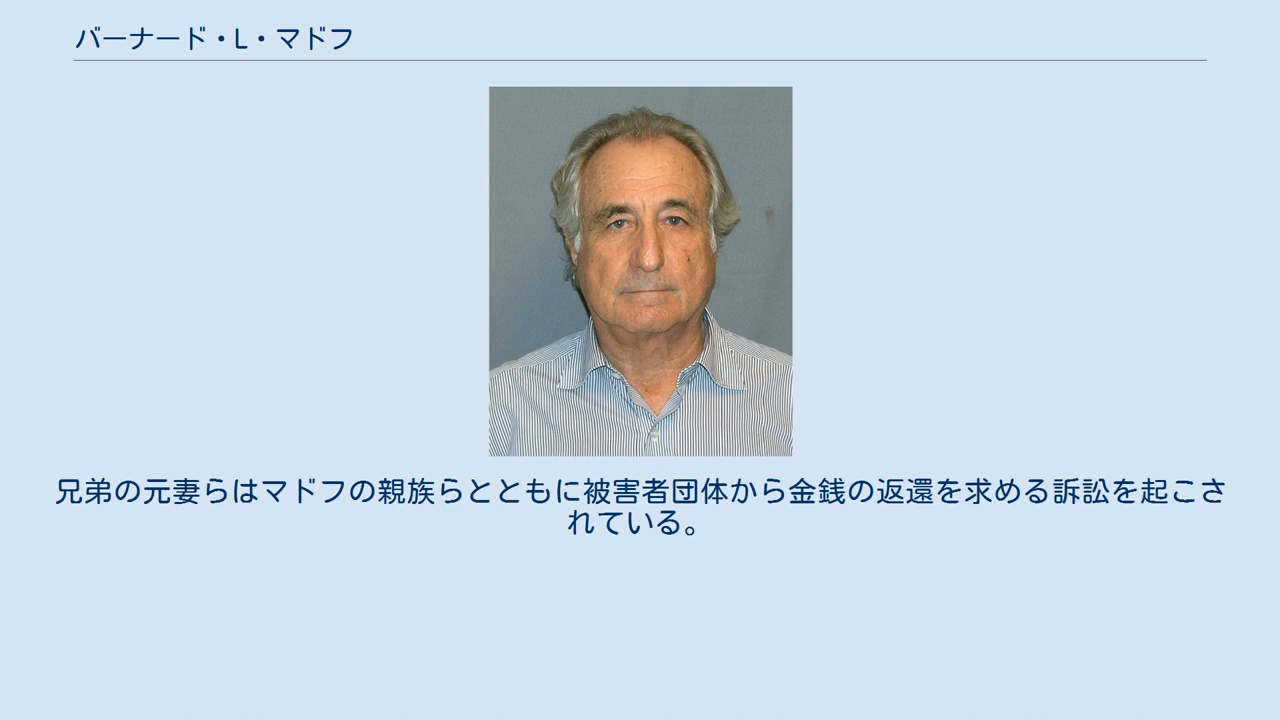 バーナード・L・マドフ
兄弟の元妻らはマドフの親族らとともに被害者団体から金銭の返還を求める訴訟を起こさ
れている。